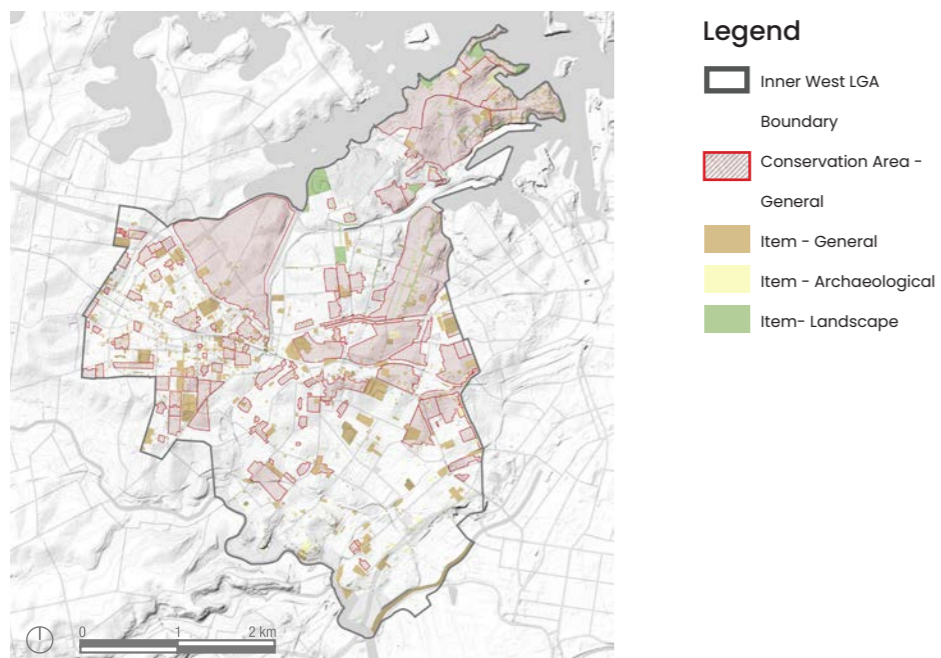 Legend
Inner West LGA
Boundary
Conservation Area -
General
Item - General
Item - Archaeological
Item- Landscape
0 1 2 km